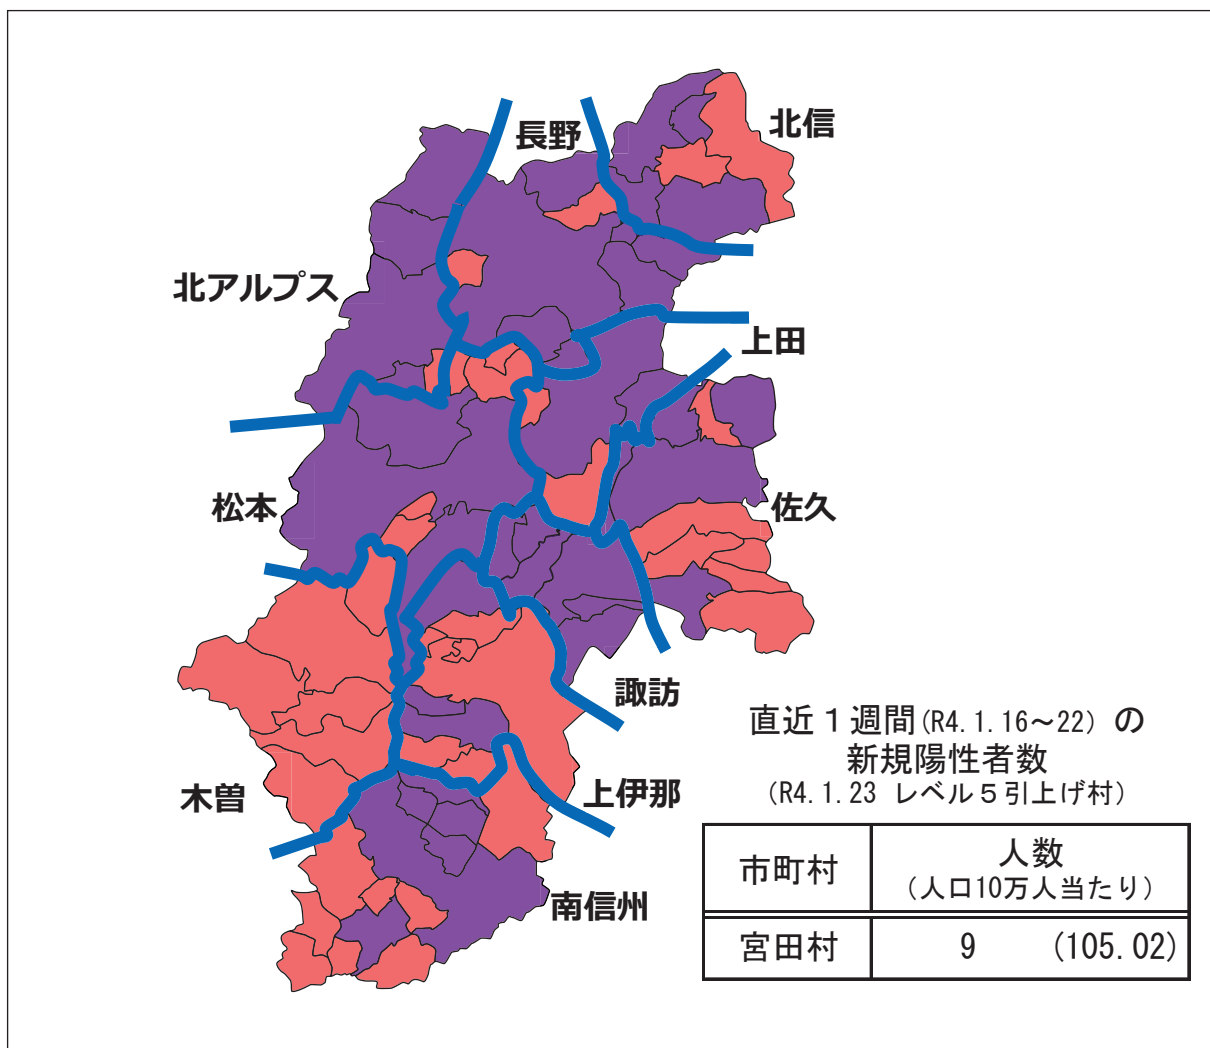 長野
北信
北アルプス
上田
松本
佐久
諏訪
木曽
上伊那
南信州
直近１週間(R4.1.16～22) の
新規陽性者数
(R4.1.23 レベル５引上げ村)
市町村 人数
(人口10万人当たり)
宮田村 9 (105.02)